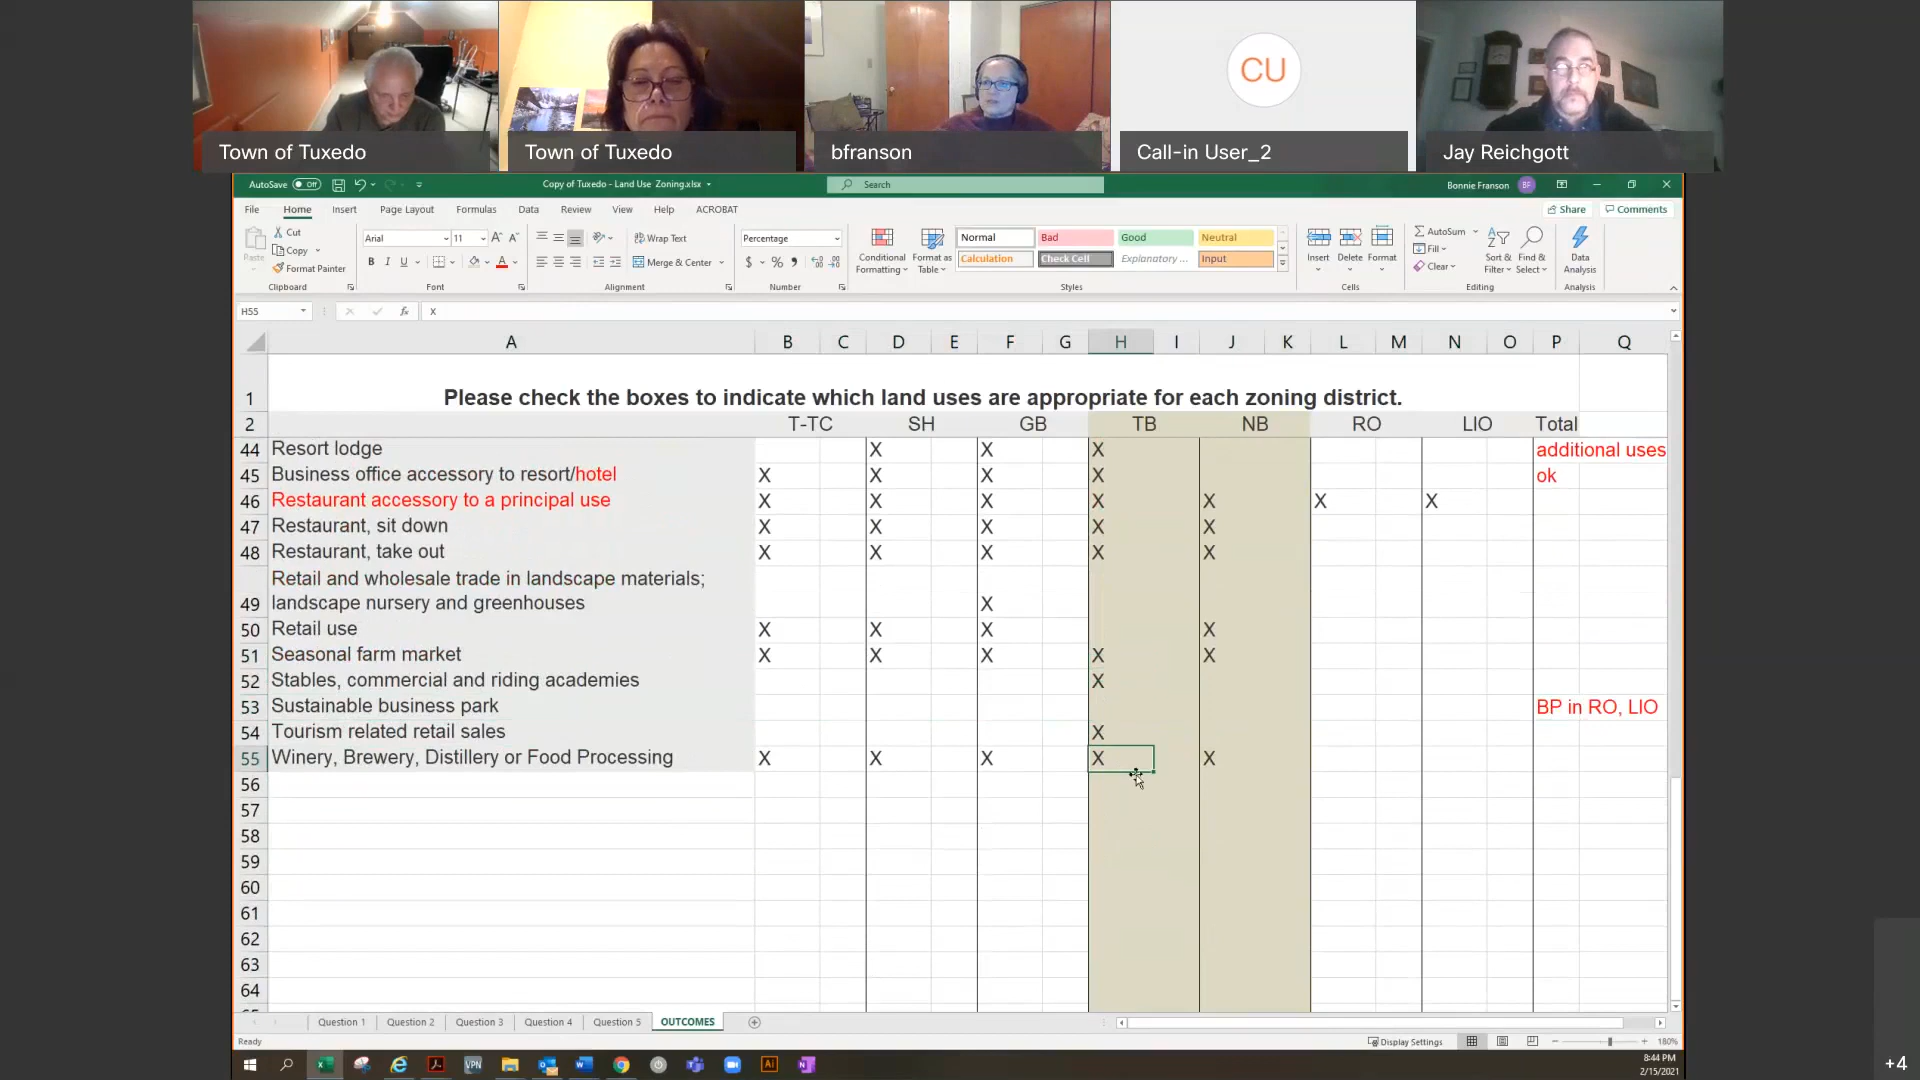 CU
Town of Tuxedo
Town of Tuxedo
bfranson
Call-in User_2
Jay Reichgott
AutoSave Off
Copy of Tuxedo - Land Use Zoning.xlsx
Search
Bonnie Franson BF
File Home Insert Page Layout Formulas Data Review View Help ACROBAT
Share Comments
Paste
Cut
Copy
Format Painter
Clipboard
Arial 11
B I U
Font
Wrap Text
Merge & Center
Alignment
Percentage
Number
Conditional Formatting
Format as Table
Normal Bad Good Neutral
Calculation Check Cell Explanatory ... Input
Styles
Insert Delete Format
Cells
AutoSum
Fill
Clear
Sort & Filter
Find & Select
Editing
Data Analysis
Analysis
H55 fx X
A B C D E F G H I J K L M N O P Q
1 Please check the boxes to indicate which land uses are appropriate for each zoning district.
2 T-TC SH GB TB NB RO LIO Total
44 Resort lodge X X X additional uses
45 Business office accessory to resort/hotel X X X X ok
46 Restaurant accessory to a principal use X X X X X X X
47 Restaurant, sit down X X X X X
48 Restaurant, take out X X X X X
Retail and wholesale trade in landscape materials;
49 landscape nursery and greenhouses X
50 Retail use X X X X
51 Seasonal farm market X X X X X
52 Stables, commercial and riding academies X
53 Sustainable business park BP in RO, LIO
54 Tourism related retail sales X
55 Winery, Brewery, Distillery or Food Processing X X X X X
56
57
58
59
60
61
62
63
64
Question 1 Question 2 Question 3 Question 4 Question 5 OUTCOMES
Ready
Display Settings
180%
VPN
8:44 PM
2/15/2021
+4